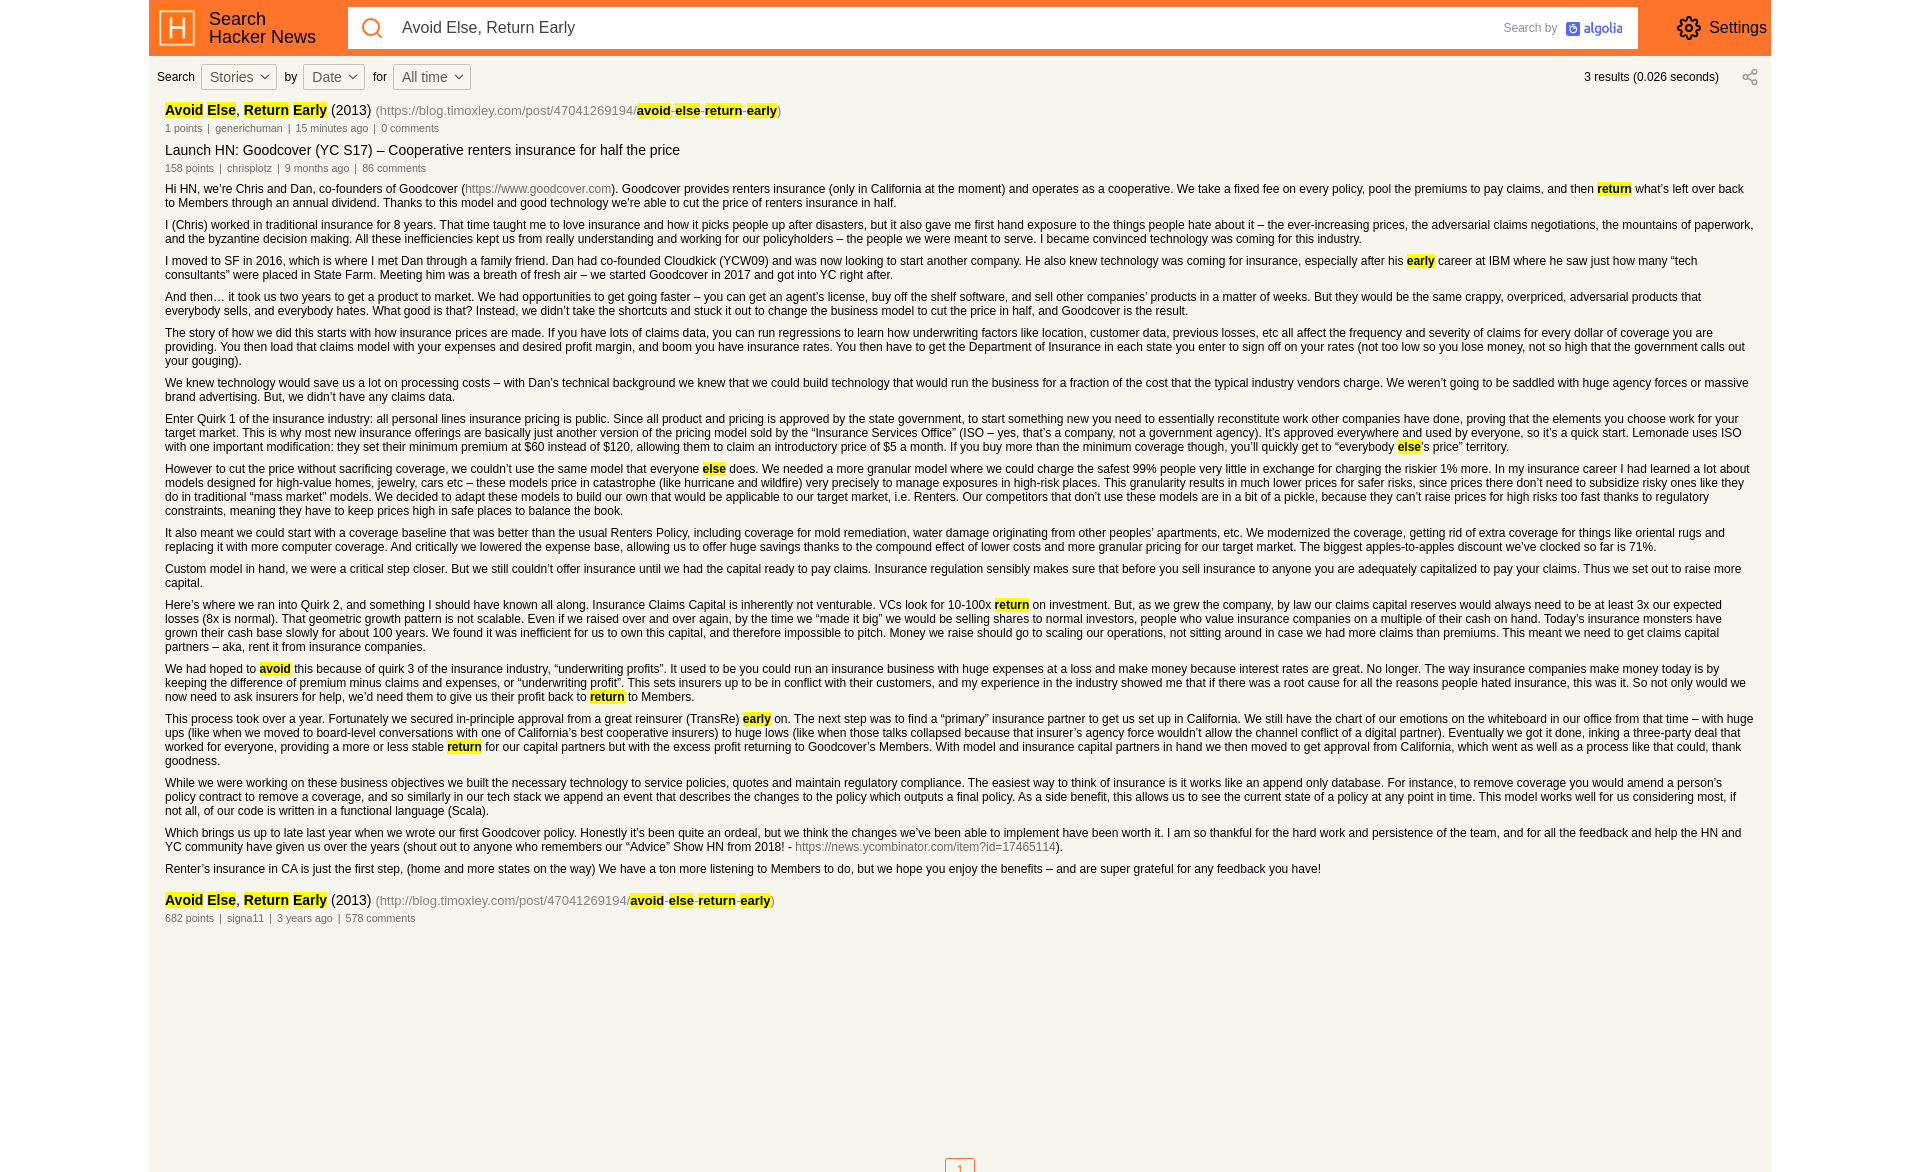 Search
Hacker News
Avoid Else, Return Early
Search by algolia
Settings
Search Stories by Date for All time
3 results (0.026 seconds)
Avoid Else, Return Early (2013) (https://blog.timoxley.com/post/47041269194/avoid-else-return-early)
1 points | generichuman | 15 minutes ago | 0 comments
Launch HN: Goodcover (YC S17) – Cooperative renters insurance for half the price
158 points | chrisplotz | 9 months ago | 86 comments
Hi HN, we’re Chris and Dan, co-founders of Goodcover (https://www.goodcover.com). Goodcover provides renters insurance (only in California at the moment) and operates as a cooperative. We take a fixed fee on every policy, pool the premiums to pay claims, and then return what’s left over back
to Members through an annual dividend. Thanks to this model and good technology we’re able to cut the price of renters insurance in half.
I (Chris) worked in traditional insurance for 8 years. That time taught me to love insurance and how it picks people up after disasters, but it also gave me first hand exposure to the things people hate about it – the ever-increasing prices, the adversarial claims negotiations, the mountains of paperwork,
and the byzantine decision making. All these inefficiencies kept us from really understanding and working for our policyholders – the people we were meant to serve. I became convinced technology was coming for this industry.
I moved to SF in 2016, which is where I met Dan through a family friend. Dan had co-founded Cloudkick (YCW09) and was now looking to start another company. He also knew technology was coming for insurance, especially after his early career at IBM where he saw just how many “tech
consultants” were placed in State Farm. Meeting him was a breath of fresh air – we started Goodcover in 2017 and got into YC right after.
And then… it took us two years to get a product to market. We had opportunities to get going faster – you can get an agent’s license, buy off the shelf software, and sell other companies’ products in a matter of weeks. But they would be the same crappy, overpriced, adversarial products that
everybody sells, and everybody hates. What good is that? Instead, we didn’t take the shortcuts and stuck it out to change the business model to cut the price in half, and Goodcover is the result.
The story of how we did this starts with how insurance prices are made. If you have lots of claims data, you can run regressions to learn how underwriting factors like location, customer data, previous losses, etc all affect the frequency and severity of claims for every dollar of coverage you are
providing. You then load that claims model with your expenses and desired profit margin, and boom you have insurance rates. You then have to get the Department of Insurance in each state you enter to sign off on your rates (not too low so you lose money, not so high that the government calls out
your gouging).
We knew technology would save us a lot on processing costs – with Dan’s technical background we knew that we could build technology that would run the business for a fraction of the cost that the typical industry vendors charge. We weren’t going to be saddled with huge agency forces or massive
brand advertising. But, we didn’t have any claims data.
Enter Quirk 1 of the insurance industry: all personal lines insurance pricing is public. Since all product and pricing is approved by the state government, to start something new you need to essentially reconstitute work other companies have done, proving that the elements you choose work for your
target market. This is why most new insurance offerings are basically just another version of the pricing model sold by the “Insurance Services Office” (ISO – yes, that’s a company, not a government agency). It’s approved everywhere and used by everyone, so it’s a quick start. Lemonade uses ISO
with one important modification: they set their minimum premium at $60 instead of $120, allowing them to claim an introductory price of $5 a month. If you buy more than the minimum coverage though, you’ll quickly get to “everybody else’s price” territory.
However to cut the price without sacrificing coverage, we couldn’t use the same model that everyone else does. We needed a more granular model where we could charge the safest 99% people very little in exchange for charging the riskier 1% more. In my insurance career I had learned a lot about
models designed for high-value homes, jewelry, cars etc – these models price in catastrophe (like hurricane and wildfire) very precisely to manage exposures in high-risk places. This granularity results in much lower prices for safer risks, since prices there don’t need to subsidize risky ones like they
do in traditional “mass market” models. We decided to adapt these models to build our own that would be applicable to our target market, i.e. Renters. Our competitors that don’t use these models are in a bit of a pickle, because they can’t raise prices for high risks too fast thanks to regulatory
constraints, meaning they have to keep prices high in safe places to balance the book.
It also meant we could start with a coverage baseline that was better than the usual Renters Policy, including coverage for mold remediation, water damage originating from other peoples’ apartments, etc. We modernized the coverage, getting rid of extra coverage for things like oriental rugs and
replacing it with more computer coverage. And critically we lowered the expense base, allowing us to offer huge savings thanks to the compound effect of lower costs and more granular pricing for our target market. The biggest apples-to-apples discount we’ve clocked so far is 71%.
Custom model in hand, we were a critical step closer. But we still couldn’t offer insurance until we had the capital ready to pay claims. Insurance regulation sensibly makes sure that before you sell insurance to anyone you are adequately capitalized to pay your claims. Thus we set out to raise more
capital.
Here’s where we ran into Quirk 2, and something I should have known all along. Insurance Claims Capital is inherently not venturable. VCs look for 10-100x return on investment. But, as we grew the company, by law our claims capital reserves would always need to be at least 3x our expected
losses (8x is normal). That geometric growth pattern is not scalable. Even if we raised over and over again, by the time we “made it big” we would be selling shares to normal investors, people who value insurance companies on a multiple of their cash on hand. Today’s insurance monsters have
grown their cash base slowly for about 100 years. We found it was inefficient for us to own this capital, and therefore impossible to pitch. Money we raise should go to scaling our operations, not sitting around in case we had more claims than premiums. This meant we need to get claims capital
partners – aka, rent it from insurance companies.
We had hoped to avoid this because of quirk 3 of the insurance industry, “underwriting profits”. It used to be you could run an insurance business with huge expenses at a loss and make money because interest rates are great. No longer. The way insurance companies make money today is by
keeping the difference of premium minus claims and expenses, or “underwriting profit”. This sets insurers up to be in conflict with their customers, and my experience in the industry showed me that if there was a root cause for all the reasons people hated insurance, this was it. So not only would we
now need to ask insurers for help, we’d need them to give us their profit back to return to Members.
This process took over a year. Fortunately we secured in-principle approval from a great reinsurer (TransRe) early on. The next step was to find a “primary” insurance partner to get us set up in California. We still have the chart of our emotions on the whiteboard in our office from that time – with huge
ups (like when we moved to board-level conversations with one of California’s best cooperative insurers) to huge lows (like when those talks collapsed because that insurer’s agency force wouldn’t allow the channel conflict of a digital partner). Eventually we got it done, inking a three-party deal that
worked for everyone, providing a more or less stable return for our capital partners but with the excess profit returning to Goodcover’s Members. With model and insurance capital partners in hand we then moved to get approval from California, which went as well as a process like that could, thank
goodness.
While we were working on these business objectives we built the necessary technology to service policies, quotes and maintain regulatory compliance. The easiest way to think of insurance is it works like an append only database. For instance, to remove coverage you would amend a person’s
policy contract to remove a coverage, and so similarly in our tech stack we append an event that describes the changes to the policy which outputs a final policy. As a side benefit, this allows us to see the current state of a policy at any point in time. This model works well for us considering most, if
not all, of our code is written in a functional language (Scala).
Which brings us up to late last year when we wrote our first Goodcover policy. Honestly it’s been quite an ordeal, but we think the changes we’ve been able to implement have been worth it. I am so thankful for the hard work and persistence of the team, and for all the feedback and help the HN and
YC community have given us over the years (shout out to anyone who remembers our “Advice” Show HN from 2018! - https://news.ycombinator.com/item?id=17465114).
Renter’s insurance in CA is just the first step, (home and more states on the way) We have a ton more listening to Members to do, but we hope you enjoy the benefits – and are super grateful for any feedback you have!
Avoid Else, Return Early (2013) (http://blog.timoxley.com/post/47041269194/avoid-else-return-early)
682 points | signa11 | 3 years ago | 578 comments
1